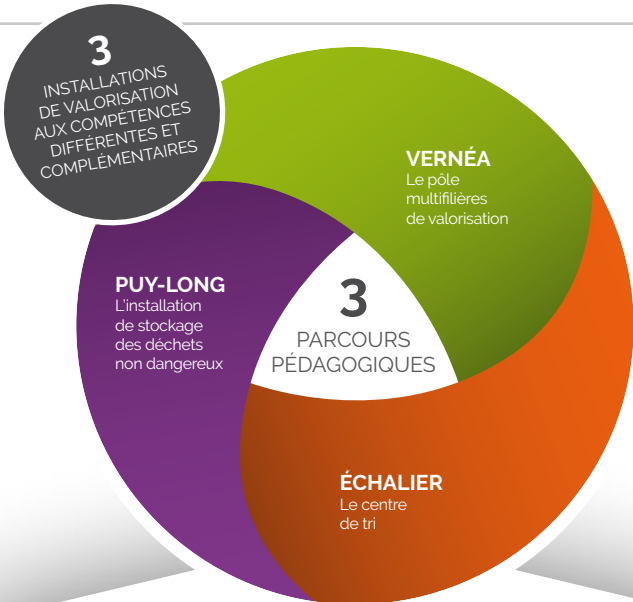 3
INSTALLATIONS
DE VALORISATION
AUX COMPÉTENCES
DIFFÉRENTES ET
COMPLÉMENTAIRES
VERNÉA
Le pôle
multifilières
de valorisation
PUY-LONG
L'installation
de stockage
des déchets
non dangereux
3
PARCOURS
PÉDAGOGIQUES
ÉCHALIER
Le centre
de tri